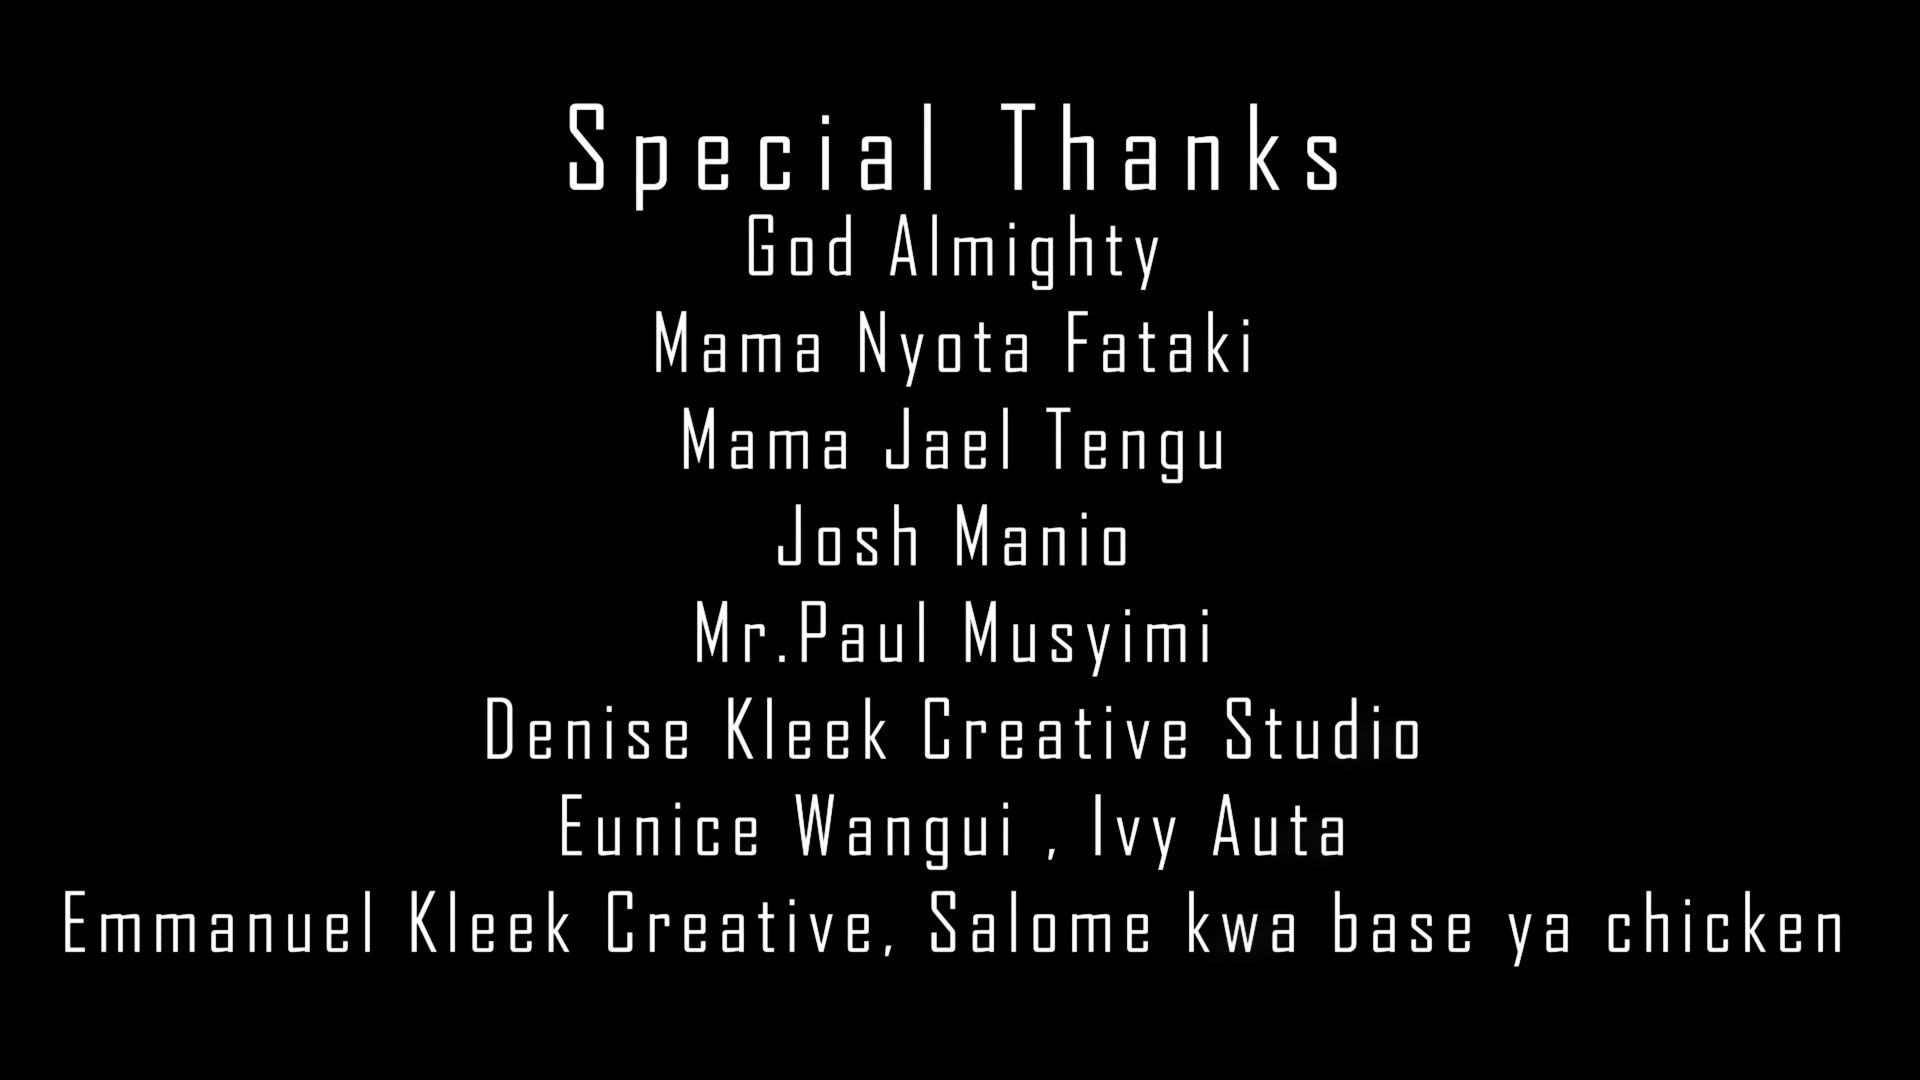 Special Thanks
God Almighty
Mama Nyota Fataki
Mama Jael Tengu
Josh Manio
Mr.Paul Musyimi
Denise Kleek Creative Studio
Eunice Wangui , Ivy Auta
Emmanuel Kleek Creative, Salome kwa base ya chicken